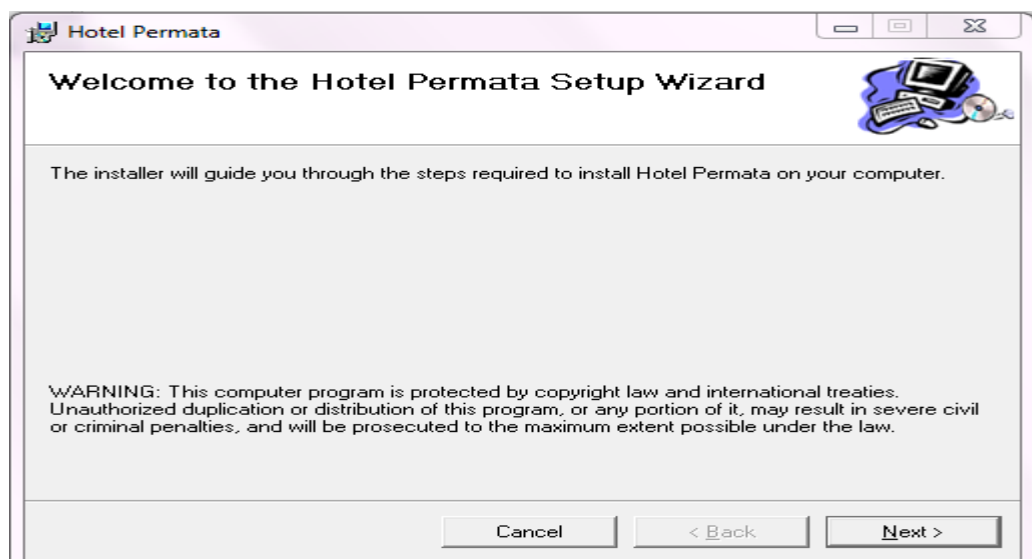 Hotel Permata
Welcome to the Hotel Permata Setup Wizard
The installer will guide you through the steps required to install Hotel Permata on your computer.
WARNING: This computer program is protected by copyright law and international treaties.
Unauthorized duplication or distribution of this program, or any portion of it, may result in severe civil
or criminal penalties, and will be prosecuted to the maximum extent possible under the law.
Cancel < Back Next >